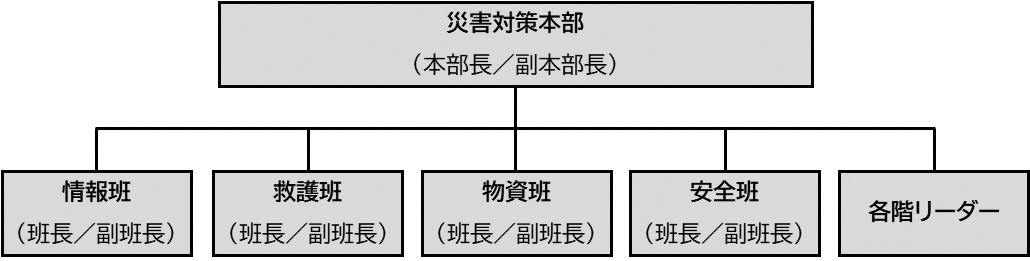 災害対策本部
（本部長／副本部長）
情報班
（班長／副班長）
救護班
（班長／副班長）
物資班
（班長／副班長）
安全班
（班長／副班長）
各階リーダー